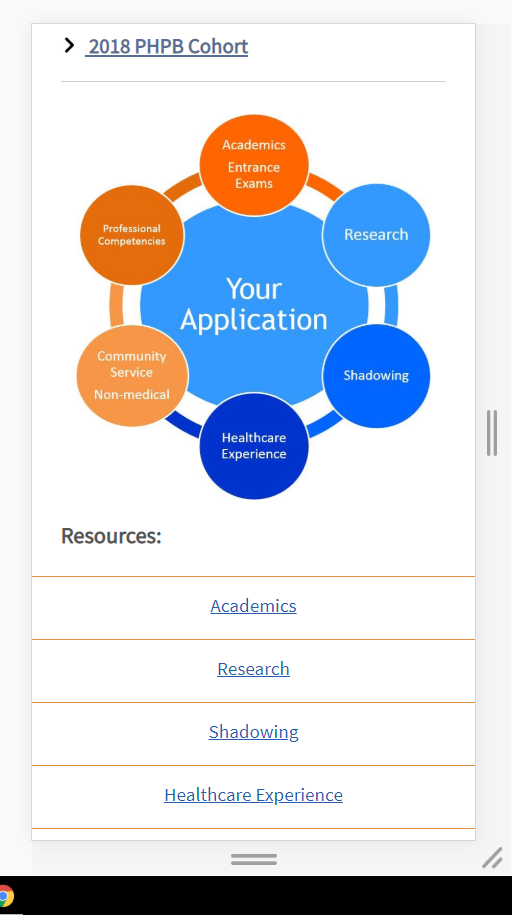 2018 PHPB Cohort
Academics
Entrance
Exams
Professional
Competencies
Research
Your
Application
Community
Service
Non-medical
Shadowing
Healthcare
Experience
Resources:
Academics
Research
Shadowing
Healthcare Experience